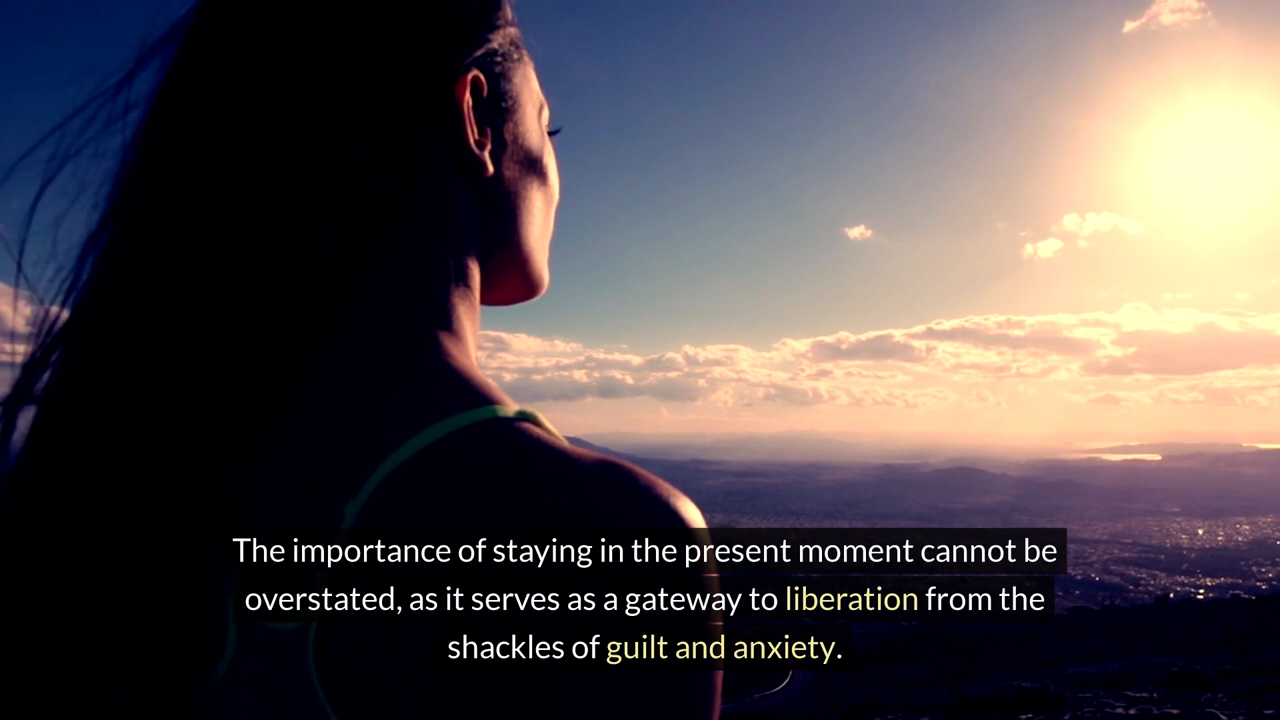 The importance of staying in the present moment cannot be
overstated, as it serves as a gateway to liberation from the
shackles of guilt and anxiety.